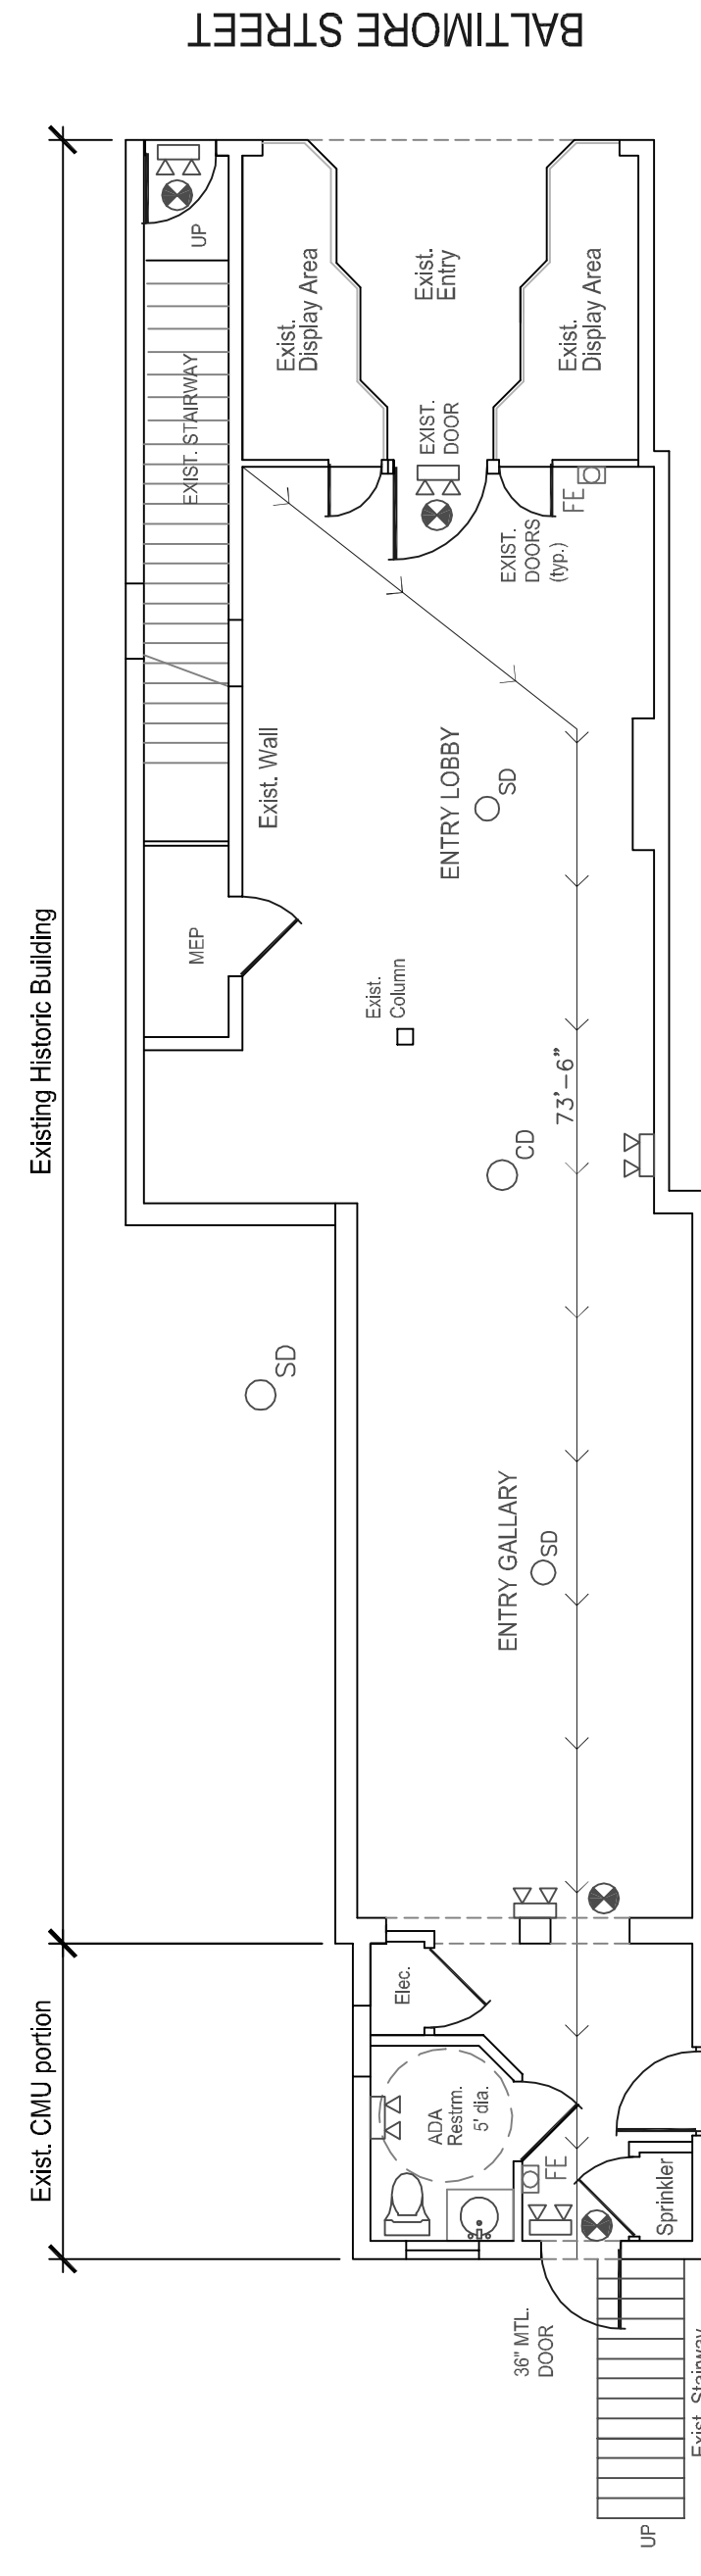 BALTIMORE STREET
UP
EXIST. STAIRWAY
Exist.
Display Area
Exist.
Entry
Exist.
Display Area
EXIST.
DOOR
EXIST.
DOORS
(typ.)
FE
Exist. Wall
ENTRY LOBBY
SD
MEP
Exist.
Column
73'-6"
CD
Existing Historic Building
SD
ENTRY GALLARY
SD
Exist. CMU portion
Elec.
ADA
Restrm.
5' dia.
FE
Sprinkler
36" MTL.
DOOR
Exist. Stairway
UP